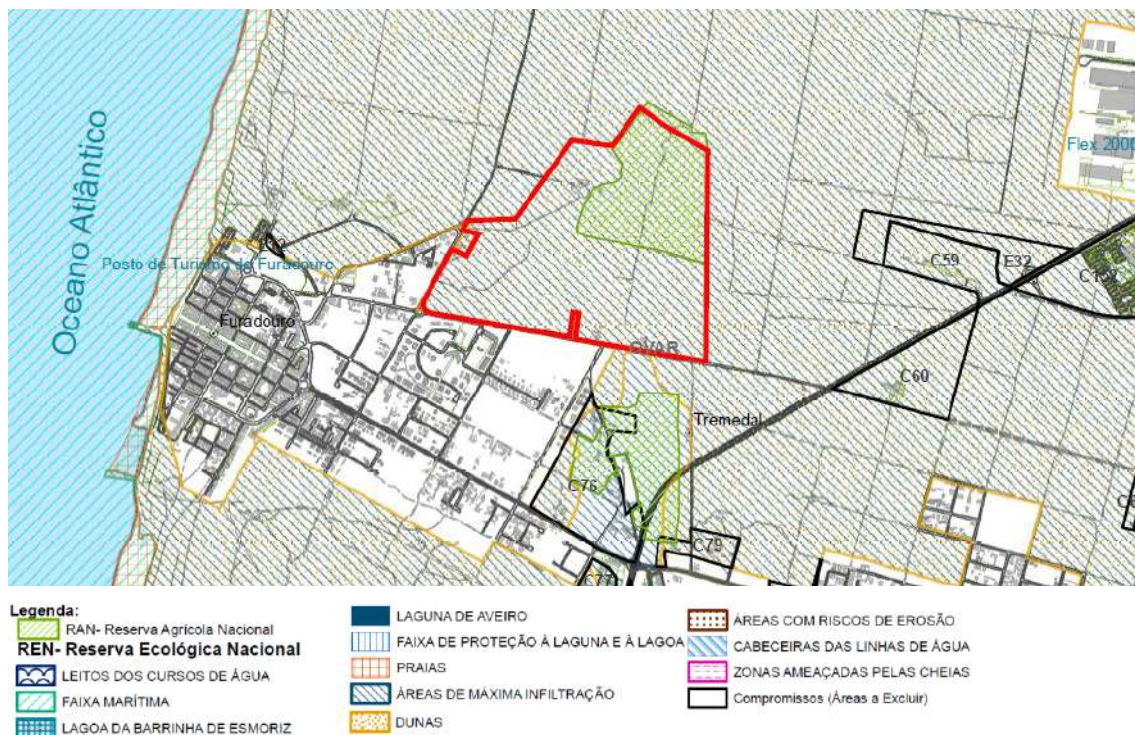 Oceano Atlântico
Flex 2000
Posto de Turismo do Furadouro
C59
E32
Furadouro
OVAR
C60
Tremedal
C76
C79
C77
Legenda:
RAN- Reserva Agrícola Nacional
REN- Reserva Ecológica Nacional
LEITOS DOS CURSOS DE ÁGUA
FAIXA MARÍTIMA
LAGOA DA BARRINHA DE ESMORIZ
LAGUNA DE AVEIRO
FAIXA DE PROTEÇÃO À LAGUNA E À LAGOA
PRAIAS
ÁREAS DE MÁXIMA INFILTRAÇÃO
DUNAS
ÁREAS COM RISCOS DE EROSÃO
CABECEIRAS DAS LINHAS DE ÁGUA
ZONAS AMEAÇADAS PELAS CHEIAS
Compromissos (Áreas a Excluir)